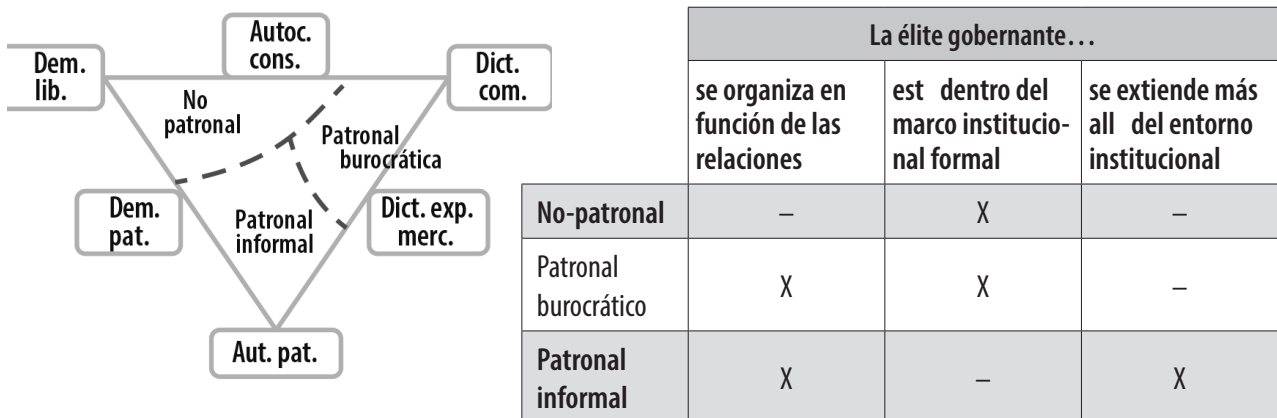 Autoc.
cons.
Dem.
lib.
Dict.
com.
No
patronal
Patronal
burocrática
Dem.
pat.
Patronal
informal
Dict. exp.
merc.
Aut. pat.
La élite gobernante…
se organiza en
función de las
relaciones
est dentro del
marco institucio-
nal formal
se extiende más
all del entorno
institucional
No-patronal
–
X
–
Patronal
burocrático
X
X
–
Patronal
informal
X
–
X